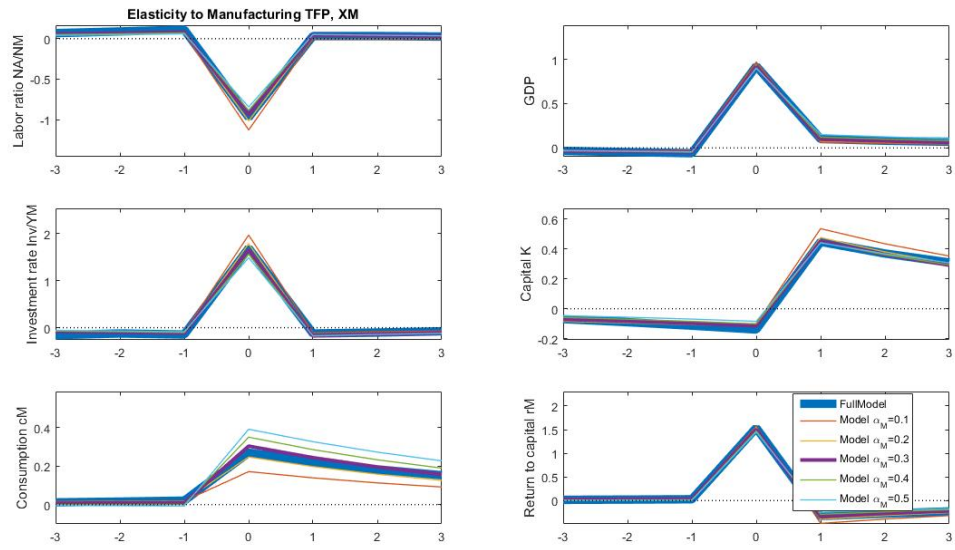 Elasticity to Manufacturing TFP, XM
Labor ratio NA/NM
0
-0.5
-1
-3 -2 -1 0 1 2 3
GDP
1
0.5
0
-3 -2 -1 0 1 2 3
Investment rate Inv/YM
2
1
0
-3 -2 -1 0 1 2 3
Capital K
0.6
0.4
0.2
0
-0.2
-3 -2 -1 0 1 2 3
Consumption cM
0.4
0.2
0
-3 -2 -1 0 1 2 3
Return to capital rM
2
1.5
1
0.5
0
-3 -2 -1 0 1 2 3
FullModel
Model α_M=0.1
Model α_M=0.2
Model α_M=0.3
Model α_M=0.4
Model α_M=0.5